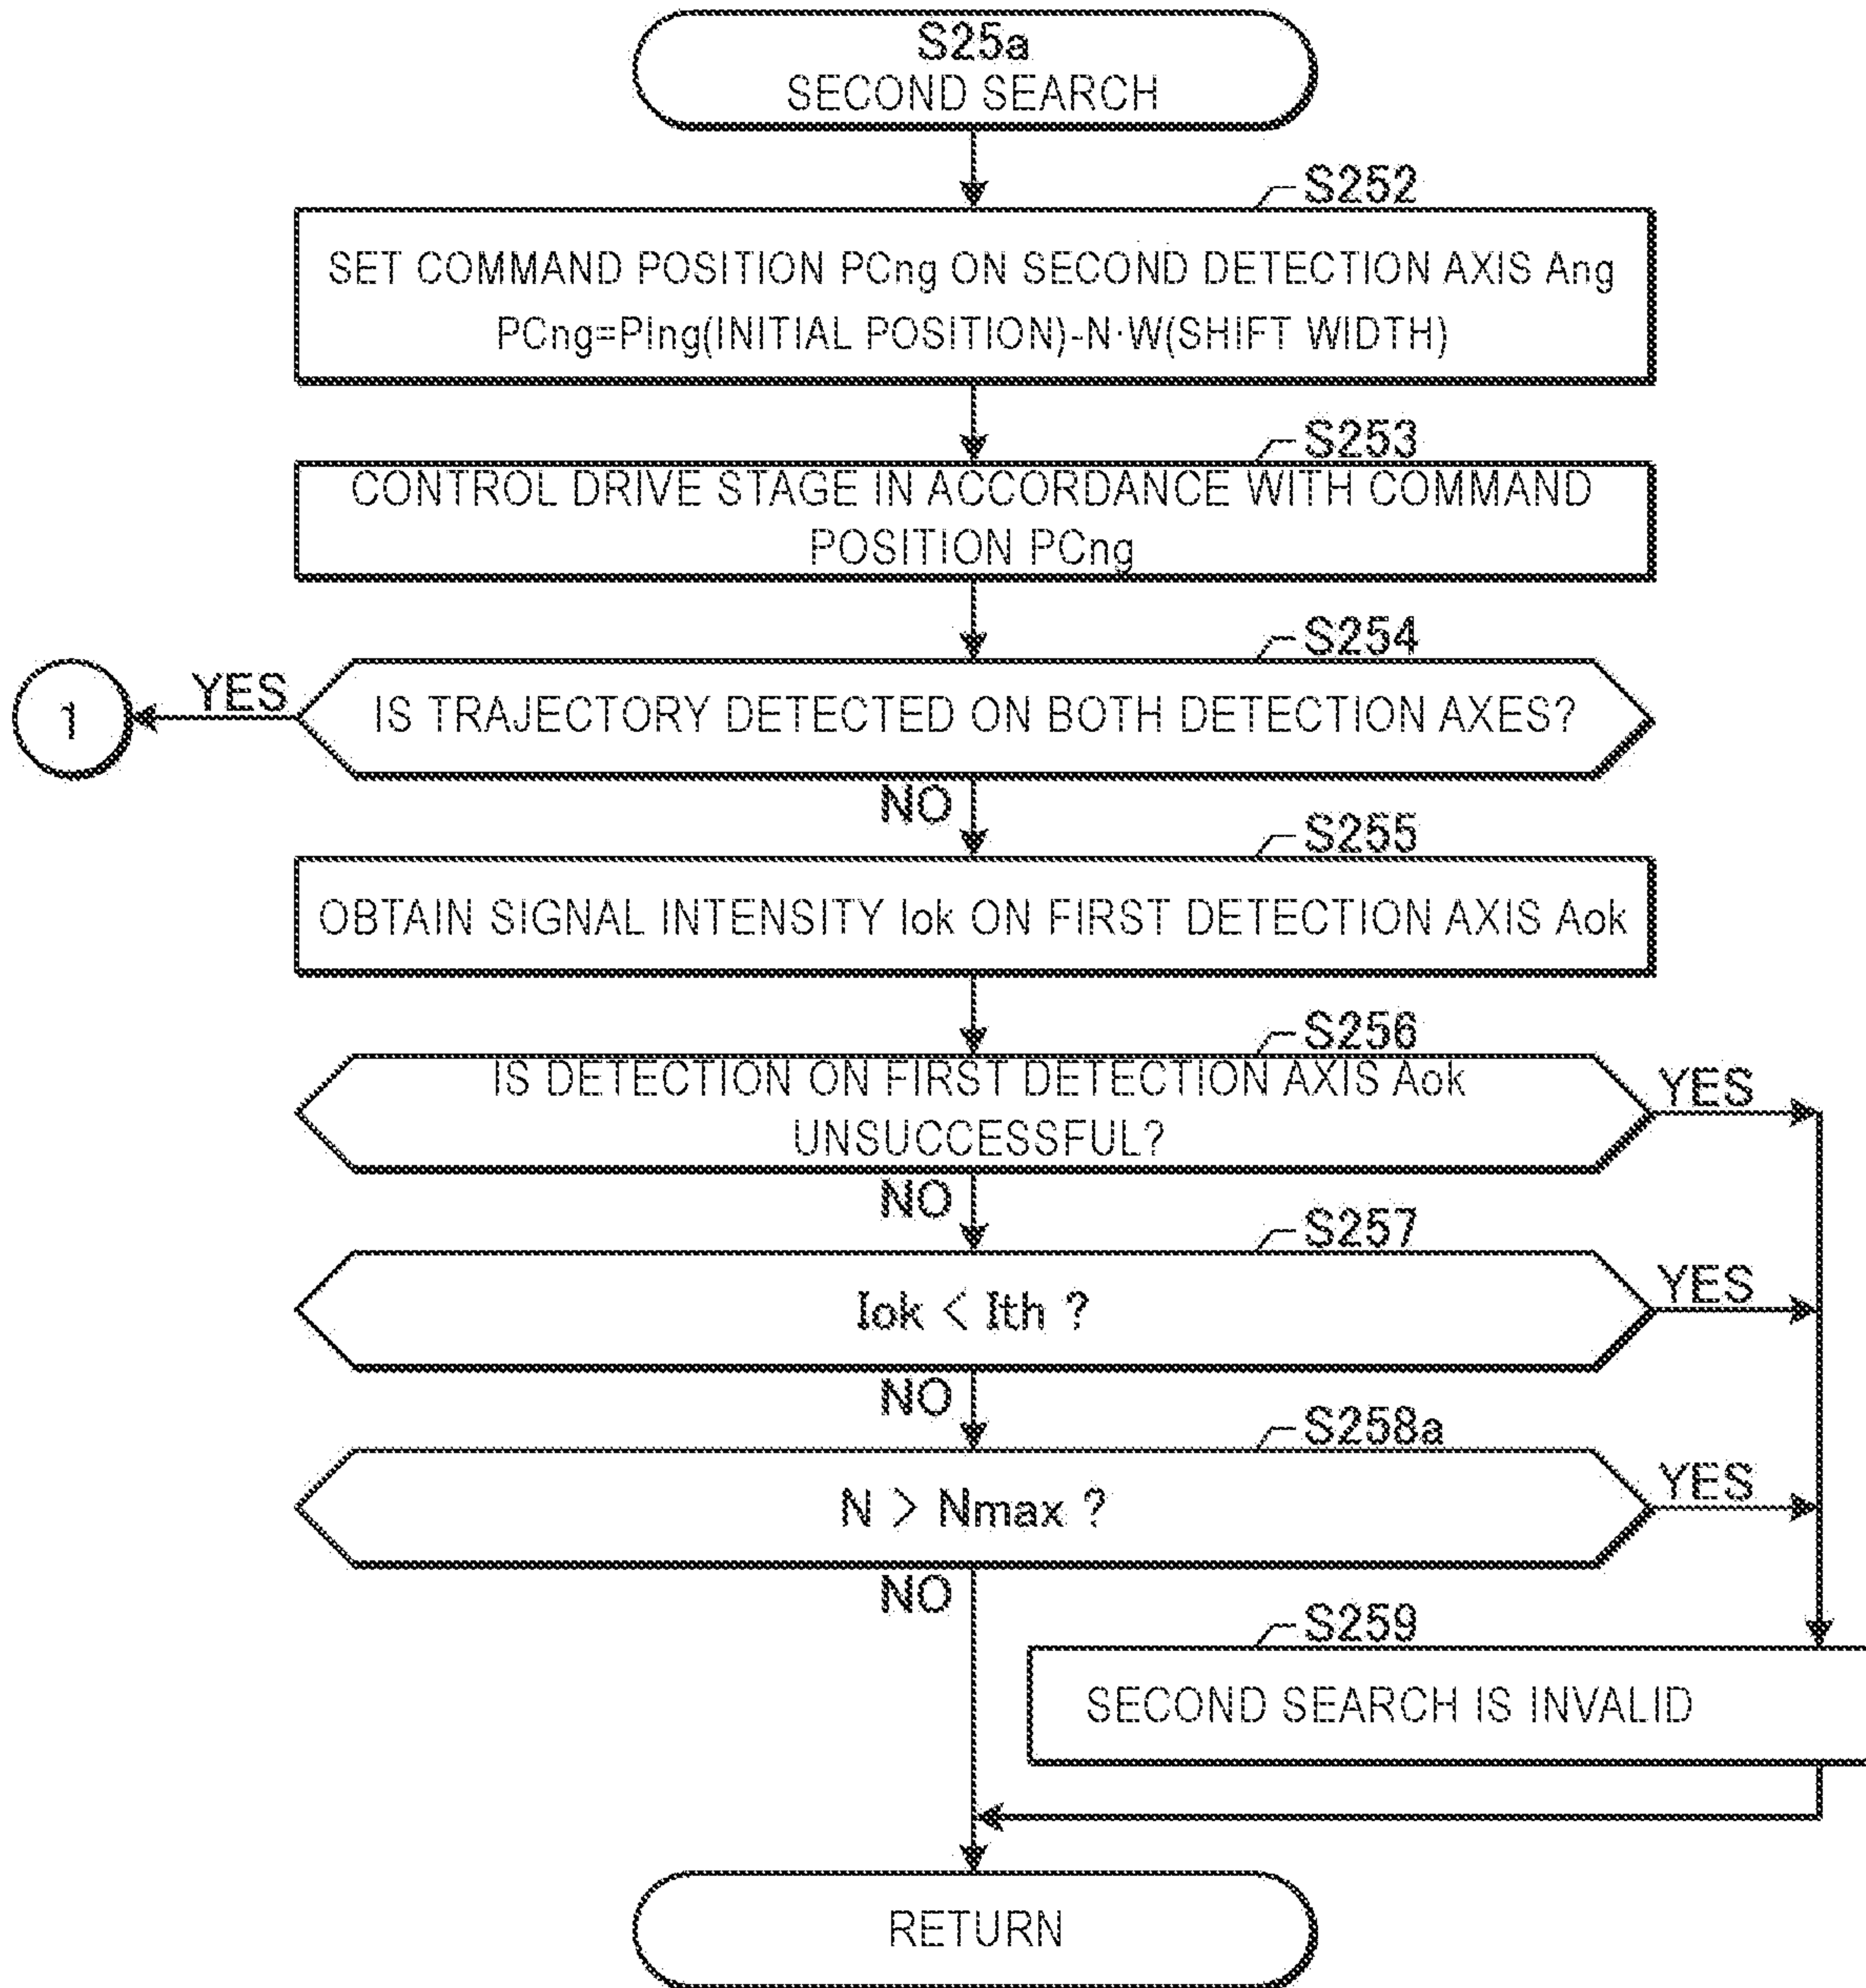 S25a
SECOND SEARCH
S252
SET COMMAND POSITION PCng ON SECOND DETECTION AXIS Ang
PCng=PIng(INITIAL POSITION)-N·W(SHIFT WIDTH)
S253
CONTROL DRIVE STAGE IN ACCORDANCE WITH COMMAND
POSITION PCng
S254
1
YES
IS TRAJECTORY DETECTED ON BOTH DETECTION AXES?
NO
S255
OBTAIN SIGNAL INTENSITY Iok ON FIRST DETECTION AXIS Aok
S256
IS DETECTION ON FIRST DETECTION AXIS Aok
UNSUCCESSFUL?
YES
NO
S257
Iok < Ith ?
YES
NO
S258a
N > Nmax ?
YES
NO
S259
SECOND SEARCH IS INVALID
RETURN